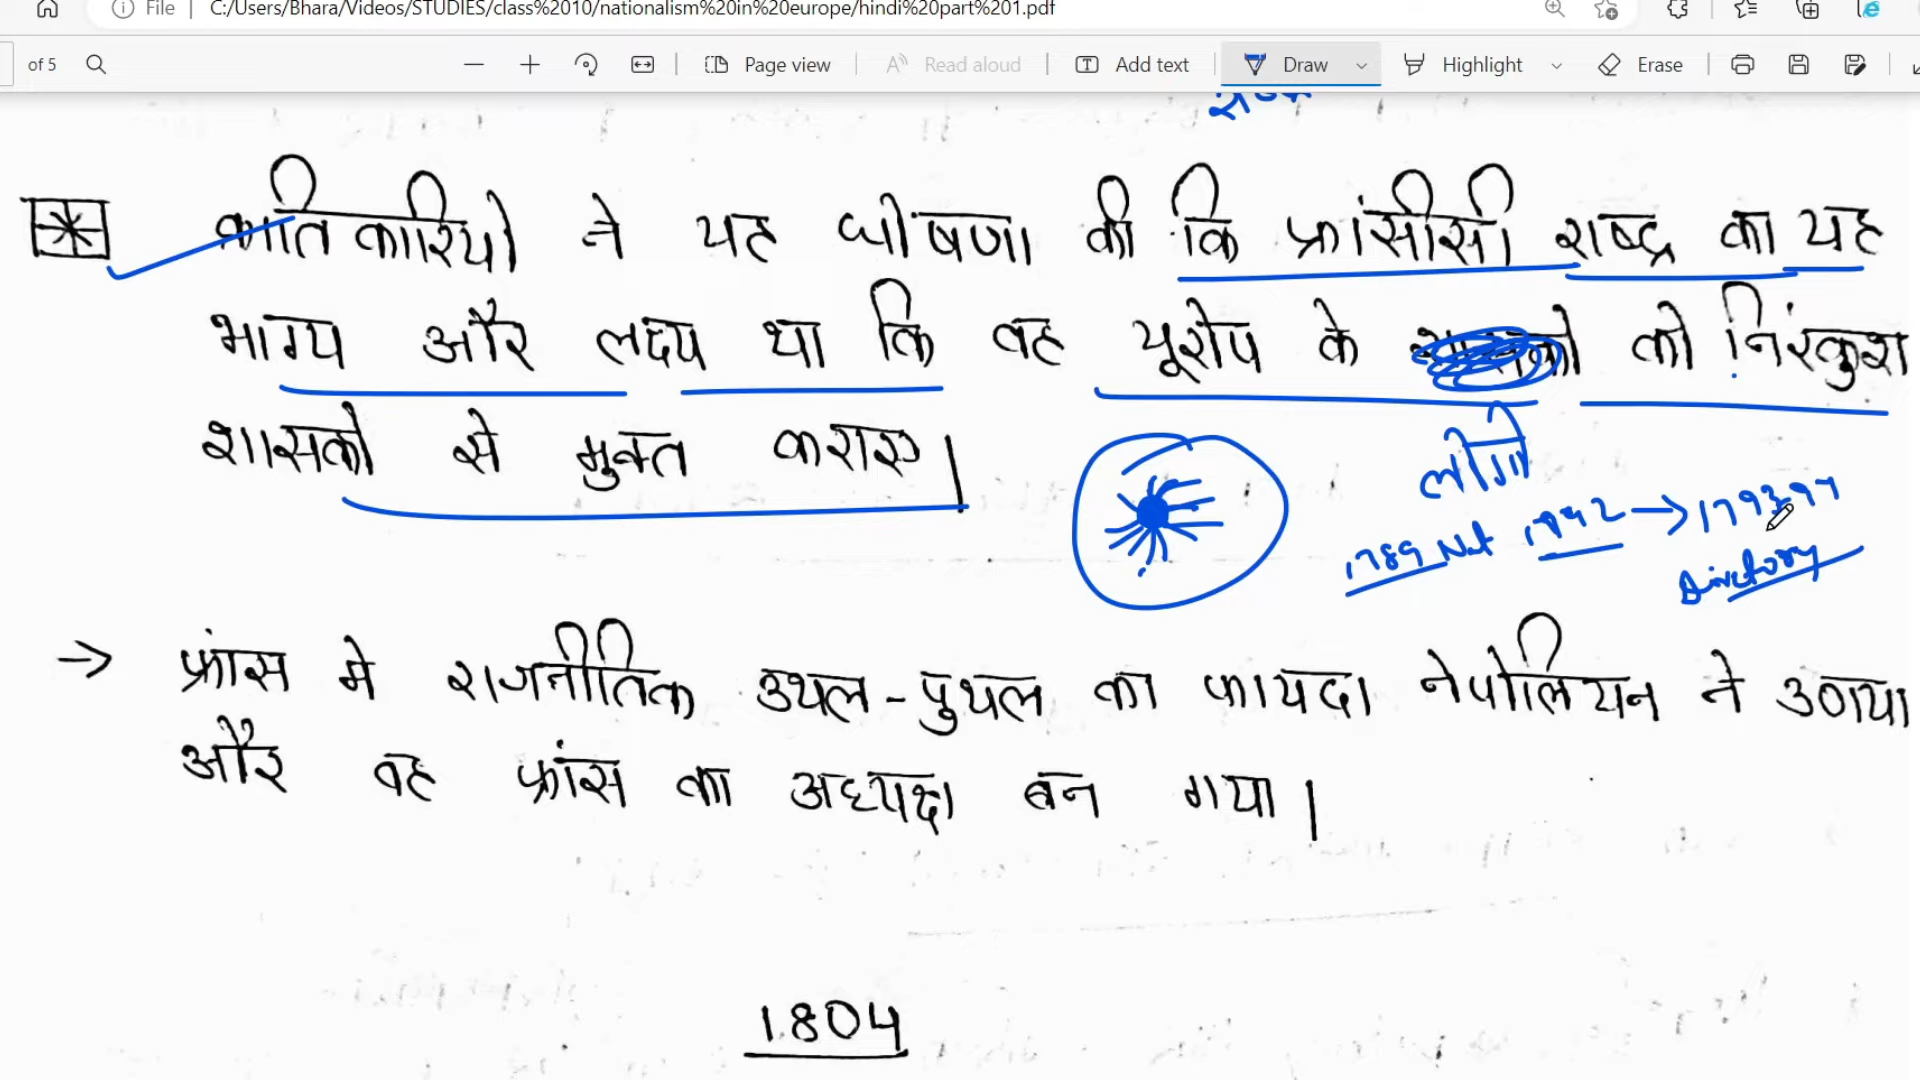 File | C:/Users/Bhara/Videos/STUDIES/class%2010/nationalism%20in%20europe/hindi%20part%201.pdf
of 5 Page view Read aloud Add text Draw Highlight Erase
क्रांतिकारियो ने यह घोषणा की कि फ्रांसीसी राष्ट्र का यह
भाग्य और लक्ष्य था कि वह यूरोप के को निंरकुश
लोगो
शासको से मुक्त कराए।
1789 1792 → 1793-94
Directory
→ फ्रांस मे राजनीतिक उथल-पुथल का फायदा नेपोलियन ने उठाया
और वह फ्रांस का अध्यक्ष बन गया।
1804